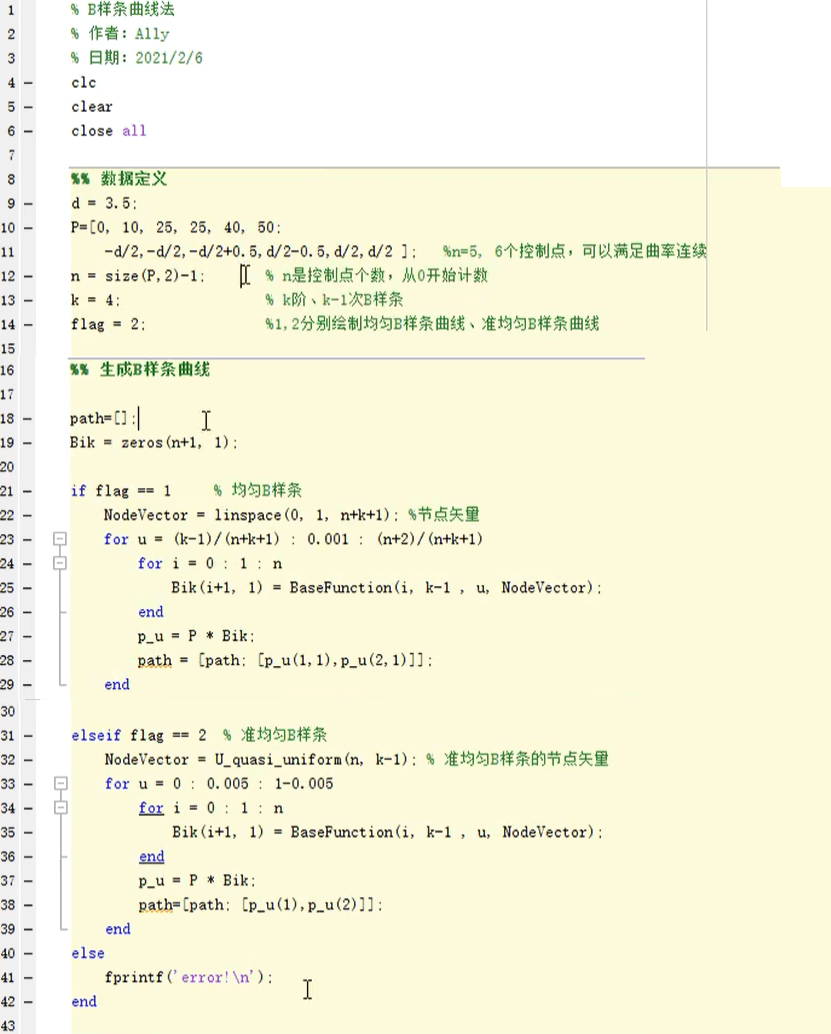 1 % B样条曲线法
2 % 作者：Ally
3 % 日期：2021/2/6
4 - clc
5 - clear
6 - close all
7
8 %% 数据定义
9 - d = 3.5;
10 - P=[0, 10, 25, 25, 40, 50;
11 -d/2,-d/2,-d/2+0.5,d/2-0.5,d/2,d/2 ]; %n=5, 6个控制点，可以满足曲率连续
12 - n = size(P,2)-1; % n是控制点个数，从0开始计数
13 - k = 4; % k阶、k-1次B样条
14 - flag = 2; %1,2分别绘制均匀B样条曲线、准均匀B样条曲线
15
16 %% 生成B样条曲线
17
18 - path=[];
19 - Bik = zeros(n+1, 1);
20
21 - if flag == 1 % 均匀B样条
22 - NodeVector = linspace(0, 1, n+k+1); %节点矢量
23 - for u = (k-1)/(n+k+1) : 0.001 : (n+2)/(n+k+1)
24 - for i = 0 : 1 : n
25 - Bik(i+1, 1) = BaseFunction(i, k-1 , u, NodeVector);
26 - end
27 - p_u = P * Bik;
28 - path = [path; [p_u(1,1),p_u(2,1)]];
29 - end
30
31 - elseif flag == 2 % 准均匀B样条
32 - NodeVector = U_quasi_uniform(n, k-1); % 准均匀B样条的节点矢量
33 - for u = 0 : 0.005 : 1-0.005
34 - for i = 0 : 1 : n
35 - Bik(i+1, 1) = BaseFunction(i, k-1 , u, NodeVector);
36 - end
37 - p_u = P * Bik;
38 - path=[path; [p_u(1),p_u(2)]];
39 - end
40 - else
41 - fprintf('error!\n');
42 - end
43